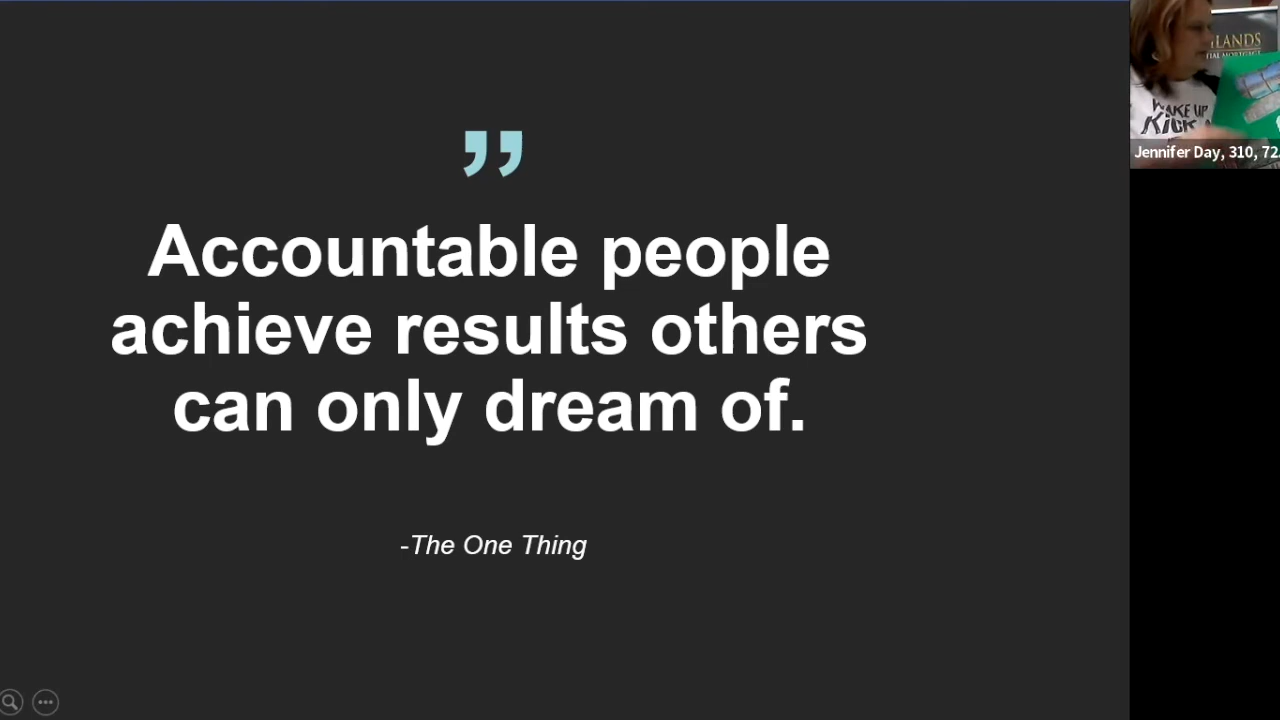 ”
Accountable people
achieve results others
can only dream of.
-The One Thing
LANDS
WAKE UP
KICK
Jennifer Day, 310, 72